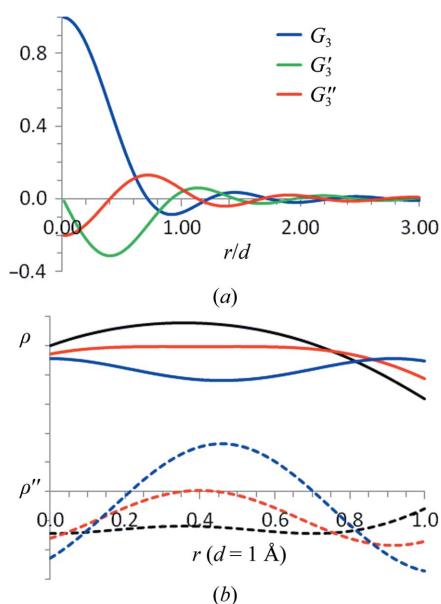 0.8
G₃
G₃′
G₃″
0.4
0.0
0.00 1.00 2.00 3.00
r/d
−0.4
(a)
ρ
ρ″
0.0 0.2 0.4 0.6 0.8 1.0
r (d = 1 Å)
(b)